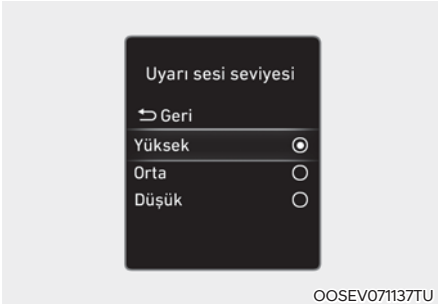 Uyarı sesi seviyesi
Geri
Yüksek
Orta
Düşük
OOSEV071137TU